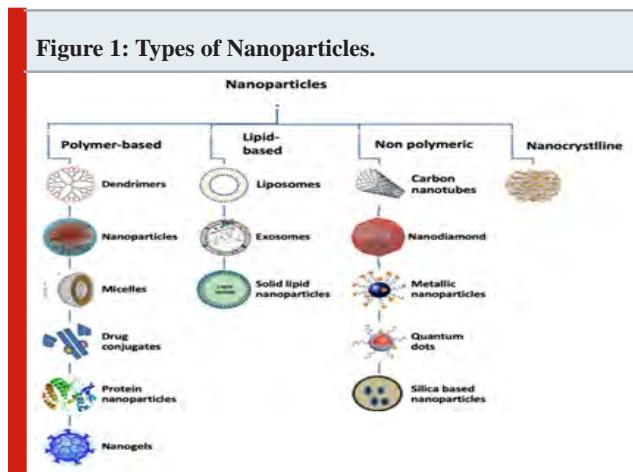 Figure 1: Types of Nanoparticles.
Nanoparticles
Polymer-based
Lipid-
based
Non polymeric
Nanocrystlline
Dendrimers
Liposomes
Carbon
nanotubes
Nanoparticles
Exosomes
Nanodiamond
Micelles
Solid lipid
nanoparticles
Metallic
nanoparticles
Drug
conjugates
Quantum
dots
Protein
nanoparticles
Silica based
nanoparticles
Nanogels